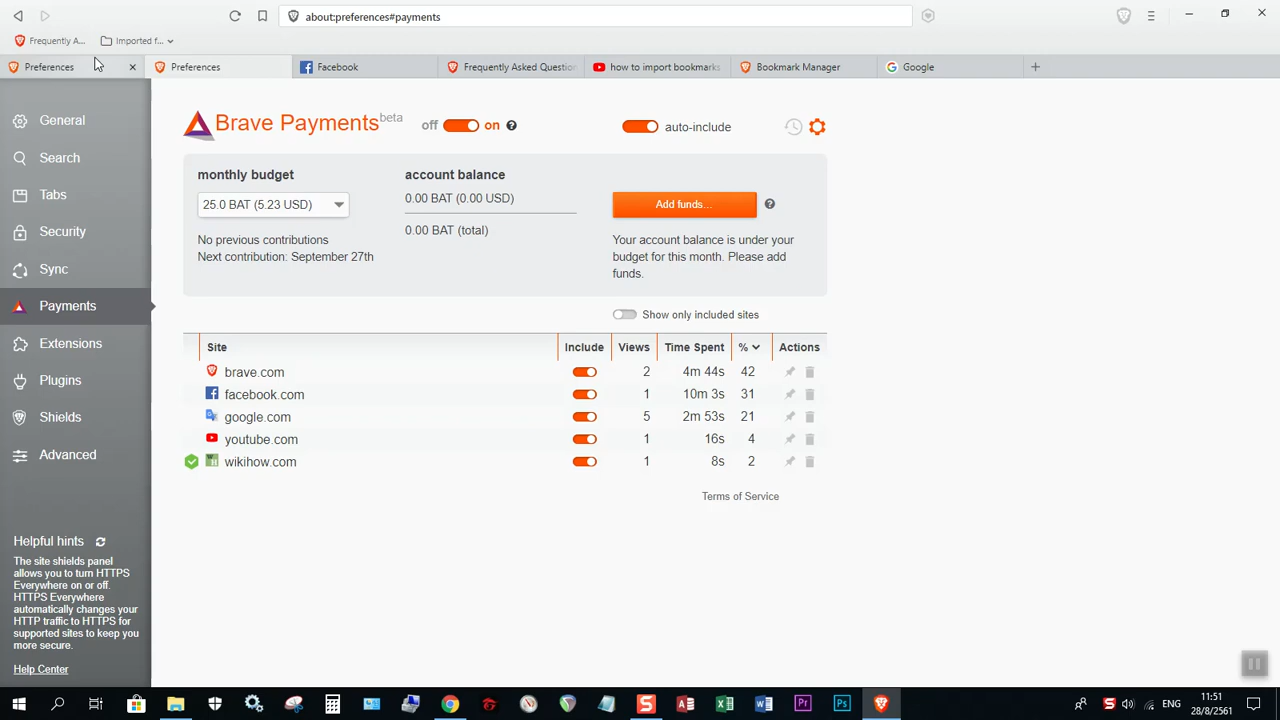 about:preferences#payments
Frequently A...
Imported f...
Preferences
Preferences
Facebook
Frequently Asked Question
how to import bookmarks
Bookmark Manager
Google
General
Search
Tabs
Security
Sync
Payments
Extensions
Plugins
Shields
Advanced
Helpful hints
The site shields panel
allows you to turn HTTPS
Everywhere on or off.
HTTPS Everywhere
automatically changes your
HTTP traffic to HTTPS for
supported sites to keep you
more secure.
Help Center
Brave Payments beta
off on
auto-include
monthly budget
25.0 BAT (5.23 USD)
No previous contributions
Next contribution: September 27th
account balance
0.00 BAT (0.00 USD)
0.00 BAT (total)
Add funds...
Your account balance is under your
budget for this month. Please add
funds.
Show only included sites
Site Include Views Time Spent % Actions
brave.com 2 4m 44s 42
facebook.com 1 10m 3s 31
google.com 5 2m 53s 21
youtube.com 1 16s 4
wikihow.com 1 8s 2
Terms of Service
11:51
28/8/2561